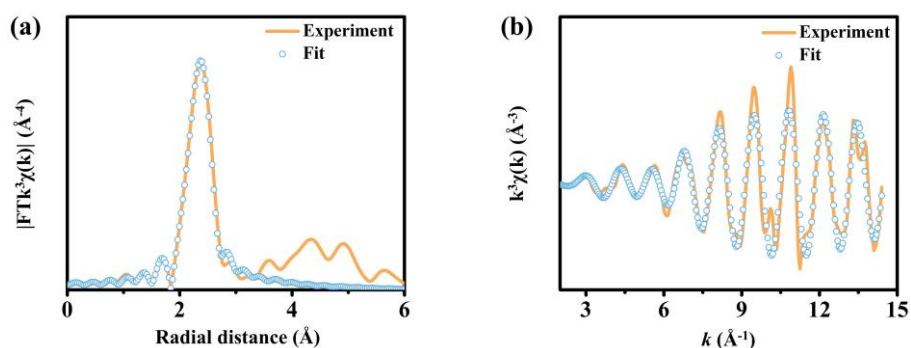 (a)
Experiment
Fit
|FTk³χ(k)| (Å⁻⁴)
0 2 4 6
Radial distance (Å)
(b)
Experiment
Fit
k³χ(k) (Å⁻³)
3 6 9 12 15
k (Å⁻¹)